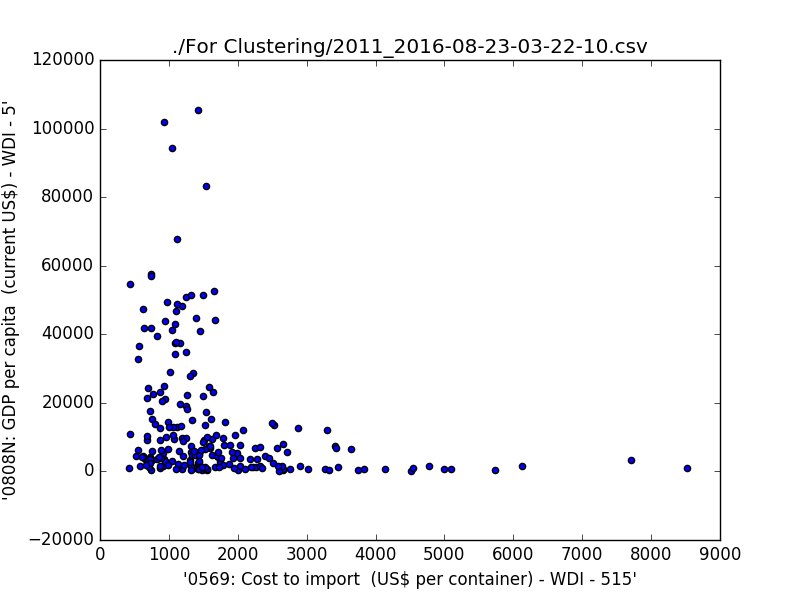 ./For Clustering/2011_2016-08-23-03-22-10.csv
120000
100000
80000
60000
40000
20000
0
−20000
'0808N: GDP per capita  (current US$) - WDI - 5'
0 1000 2000 3000 4000 5000 6000 7000 8000 9000
'0569: Cost to import  (US$ per container) - WDI - 515'